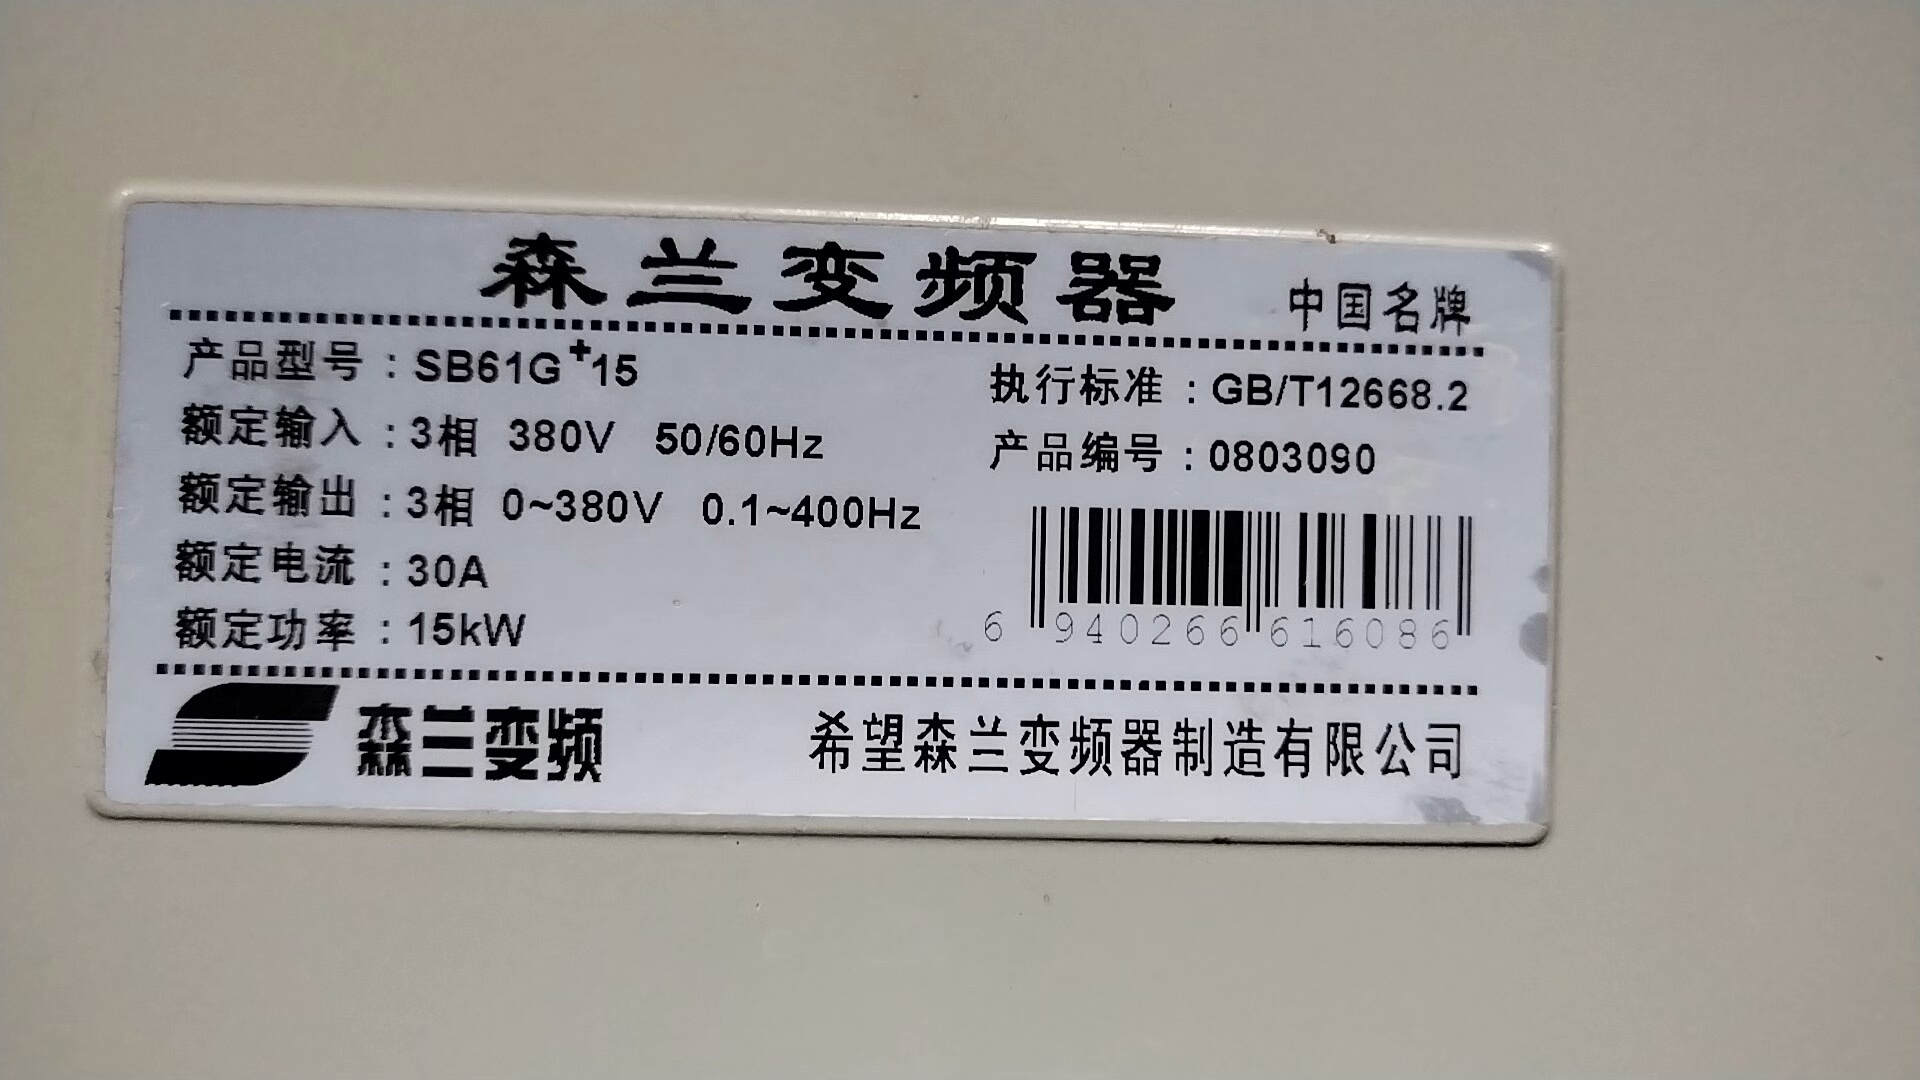 森兰变频器 中国名牌
产品型号：SB61G⁺15
执行标准：GB/T12668.2
额定输入：3相 380V 50/60Hz
产品编号：0803090
额定输出：3相 0~380V 0.1~400Hz
额定电流：30A
额定功率：15kW
6 940266 616086
森兰变频
希望森兰变频器制造有限公司